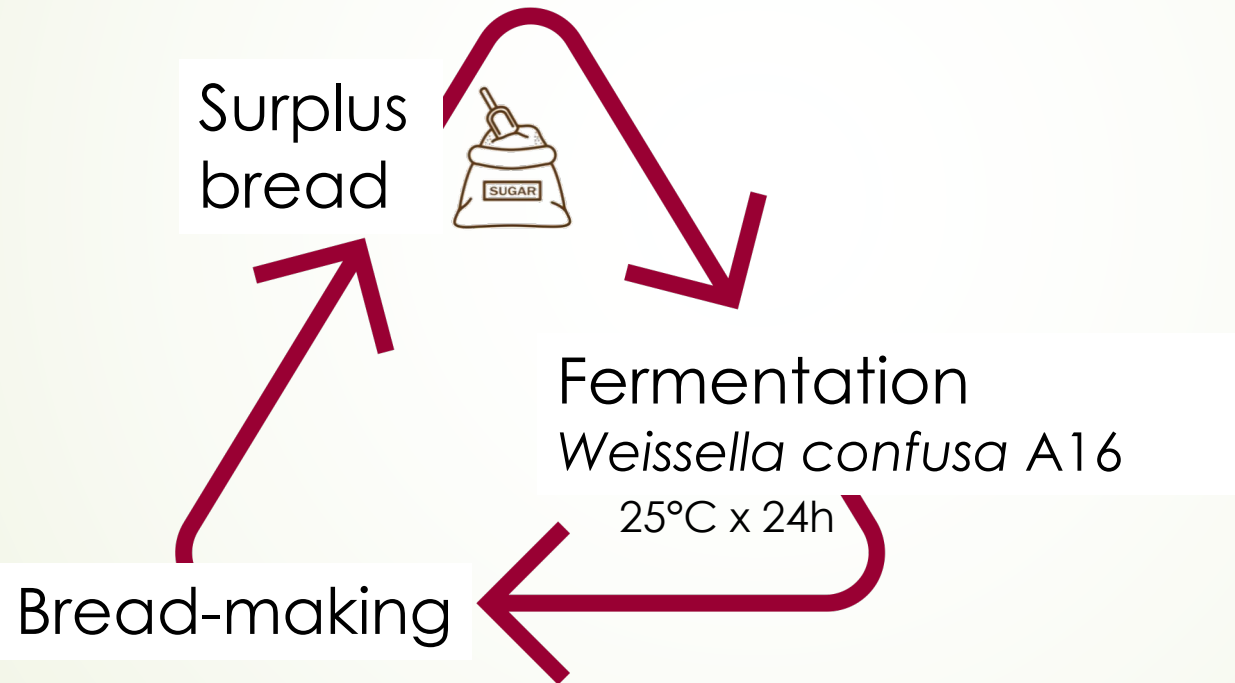 Surplus
bread
SUGAR
Fermentation
Weissella confusa A16
25°C x 24h
Bread-making